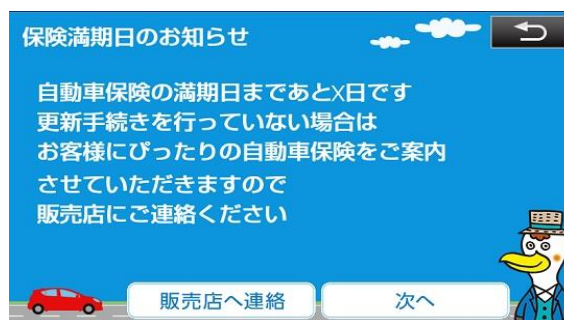 保険満期日のお知らせ
自動車保険の満期日まであとX日です
更新手続きを行っていない場合は
お客様にぴったりの自動車保険をご案内
させていただきますので
販売店にご連絡ください
販売店へ連絡
次へ